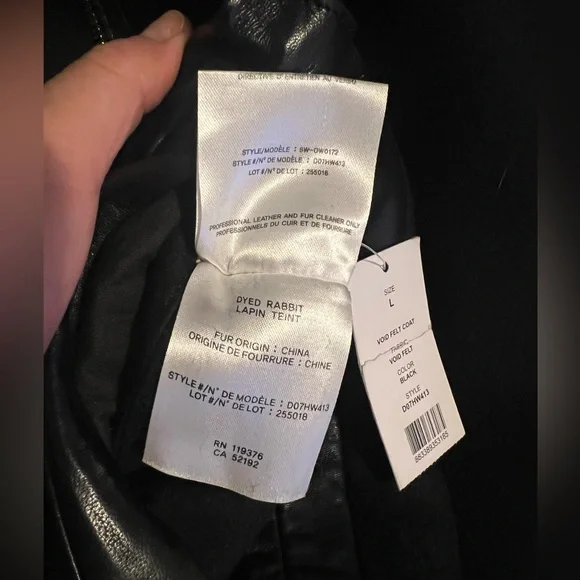 DIRECTIVE D'ENTRETIEN AU VERSO
STYLE/MODÈLE : SW-OW0172
STYLE #/N° DE MODÈLE : D07HW413
LOT #/N° DE LOT : 255018
PROFESSIONAL LEATHER AND FUR CLEANER ONLY
PROFESSIONNELS DU CUIR ET DE FOURRURE
DYED RABBIT
LAPIN TEINT
FUR ORIGIN : CHINA
ORIGINE DE FOURRURE : CHINE
STYLE #/N° DE MODÈLE : D07HW413
LOT #/N° DE LOT : 255018
RN 119376
CA 52192
SIZE
L
VOID FELT COAT
FABRIC
VOID FELT
COLOR
BLACK
STYLE
D07HW413